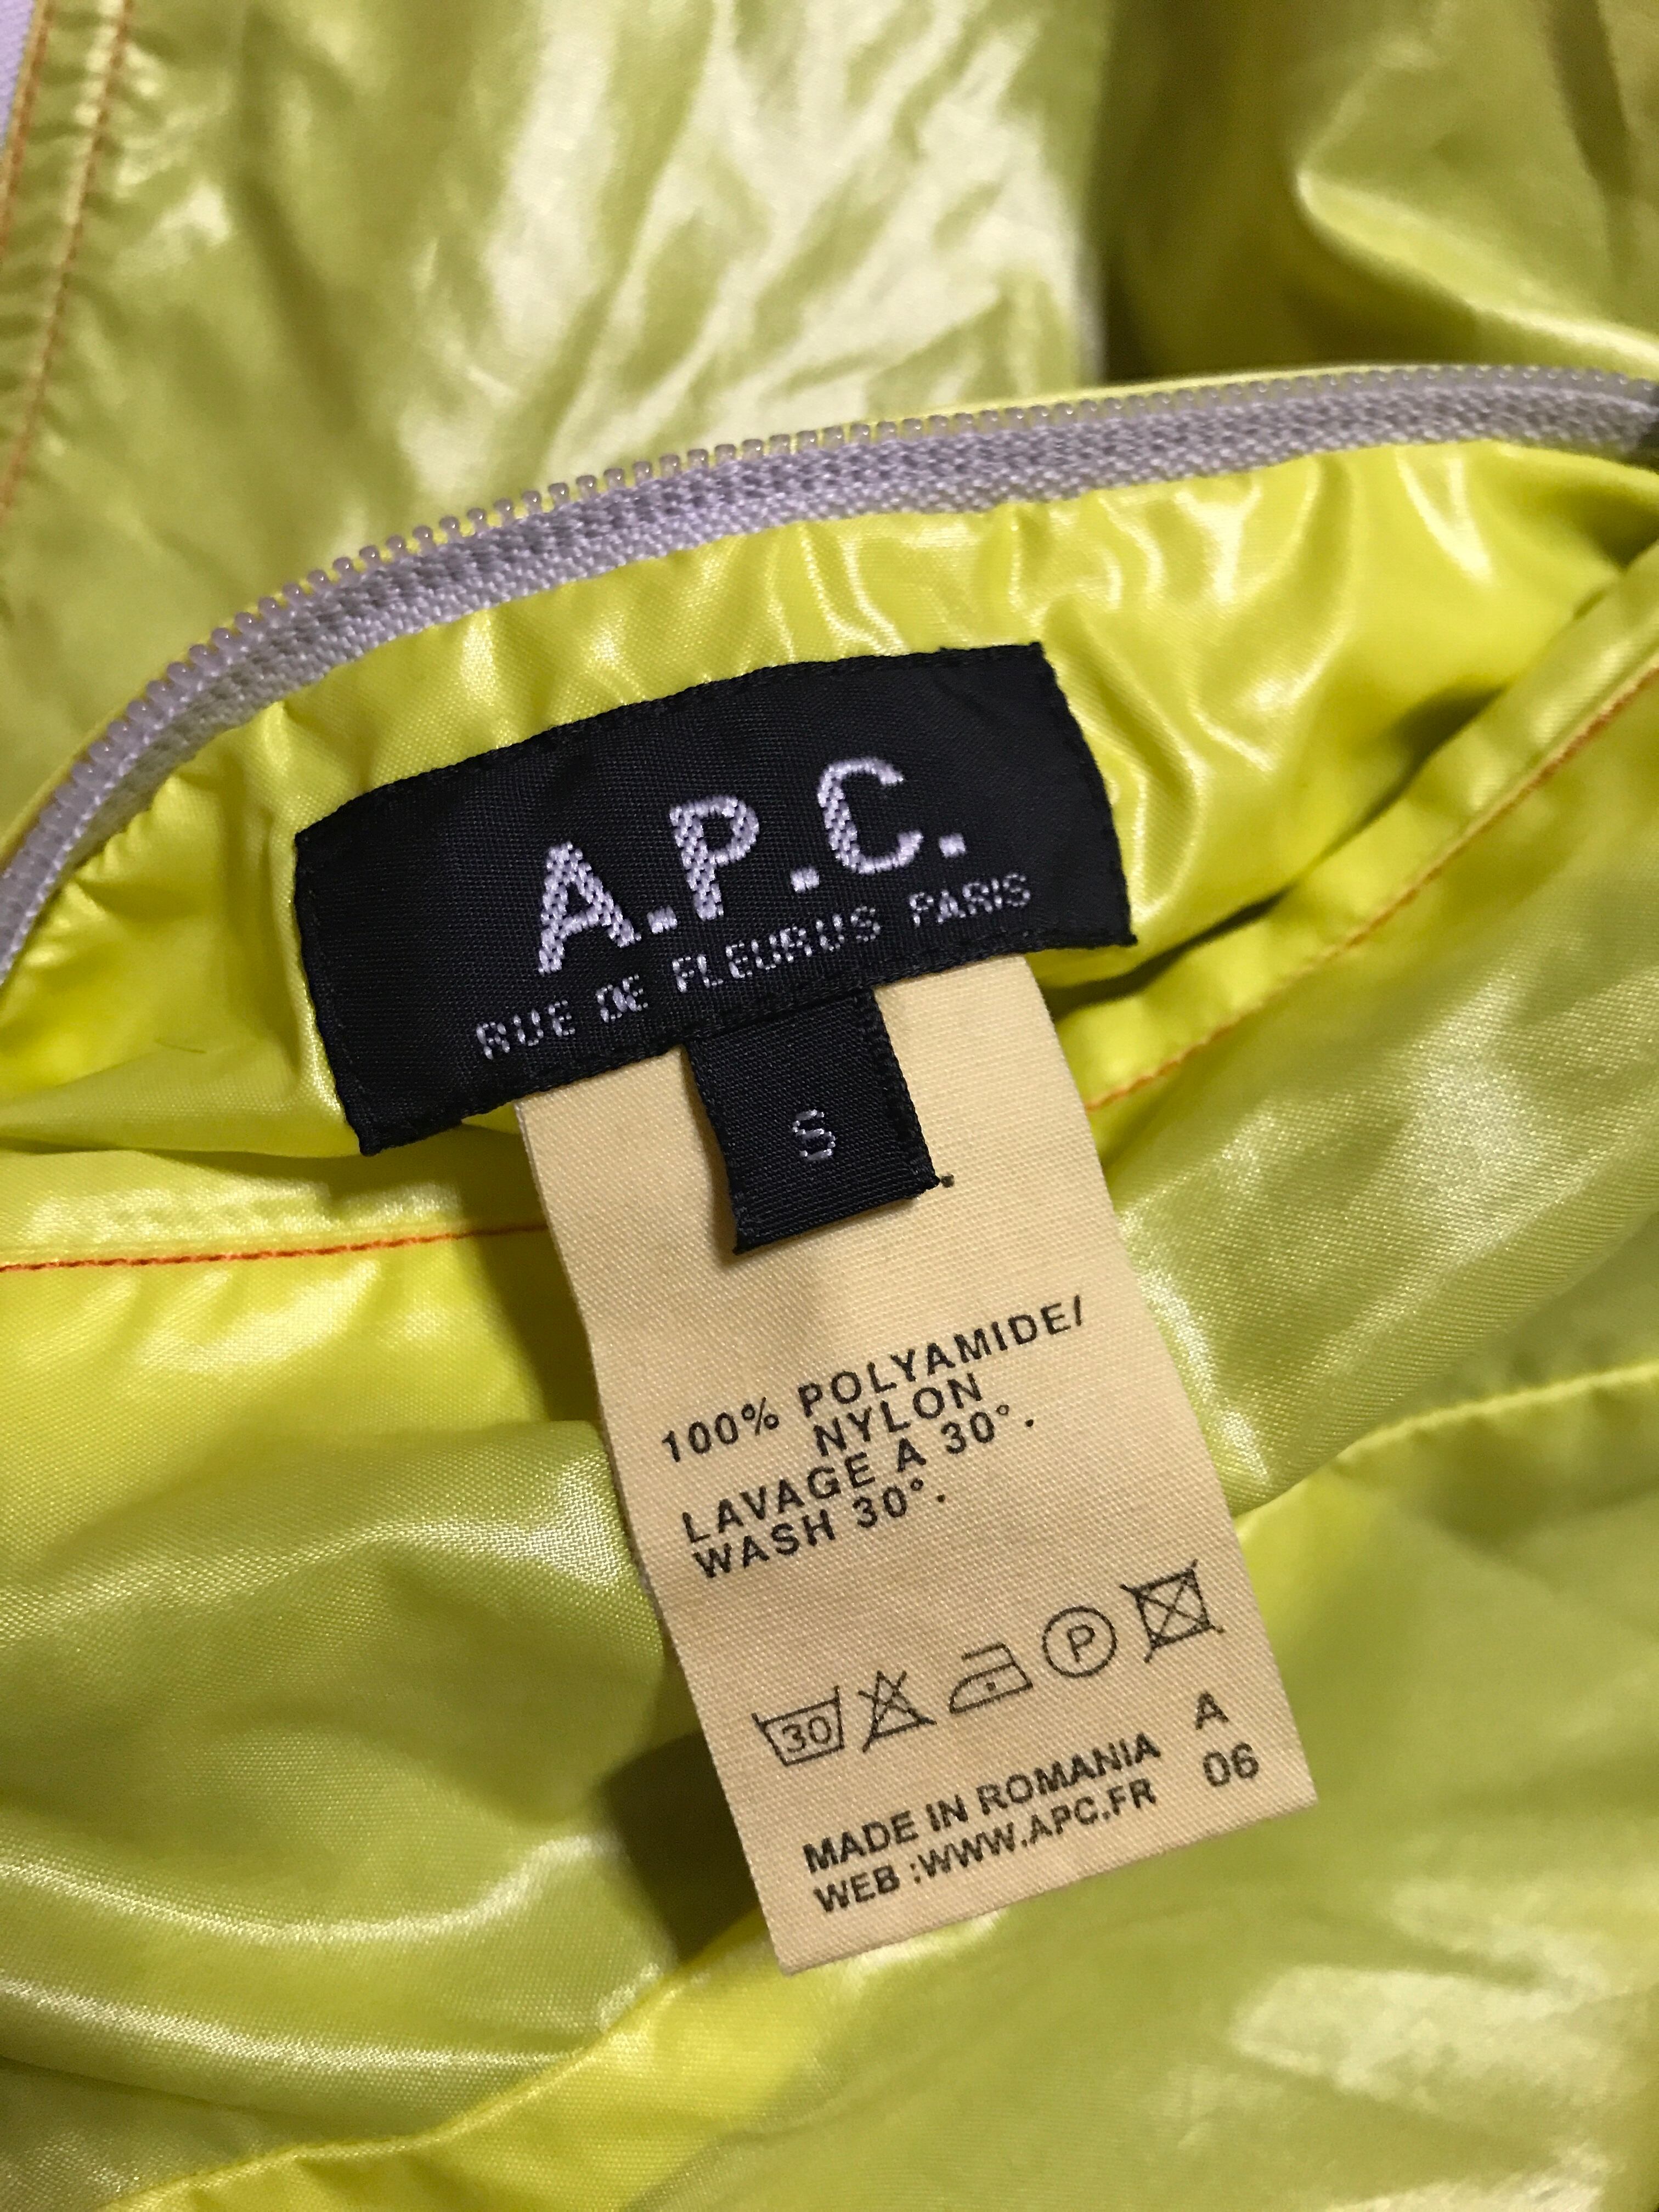 A.P.C.
RUE DE FLEURUS PARIS
S
100% POLYAMIDE/
NYLON
LAVAGE A 30°.
WASH 30°.
30 P
MADE IN ROMANIA A
WEB :WWW.APC.FR 06